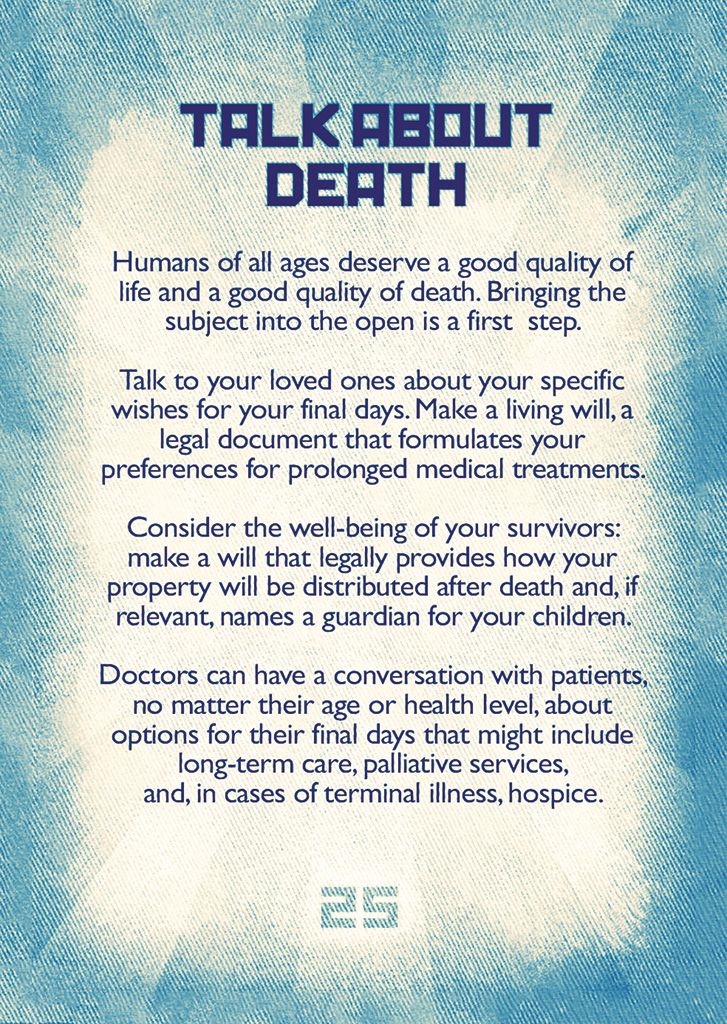 TALK ABOUT
DEATH
Humans of all ages deserve a good quality of
life and a good quality of death. Bringing the
subject into the open is a first step.
Talk to your loved ones about your specific
wishes for your final days. Make a living will, a
legal document that formulates your
preferences for prolonged medical treatments.
Consider the well-being of your survivors:
make a will that legally provides how your
property will be distributed after death and, if
relevant, names a guardian for your children.
Doctors can have a conversation with patients,
no matter their age or health level, about
options for their final days that might include
long-term care, palliative services,
and, in cases of terminal illness, hospice.
25